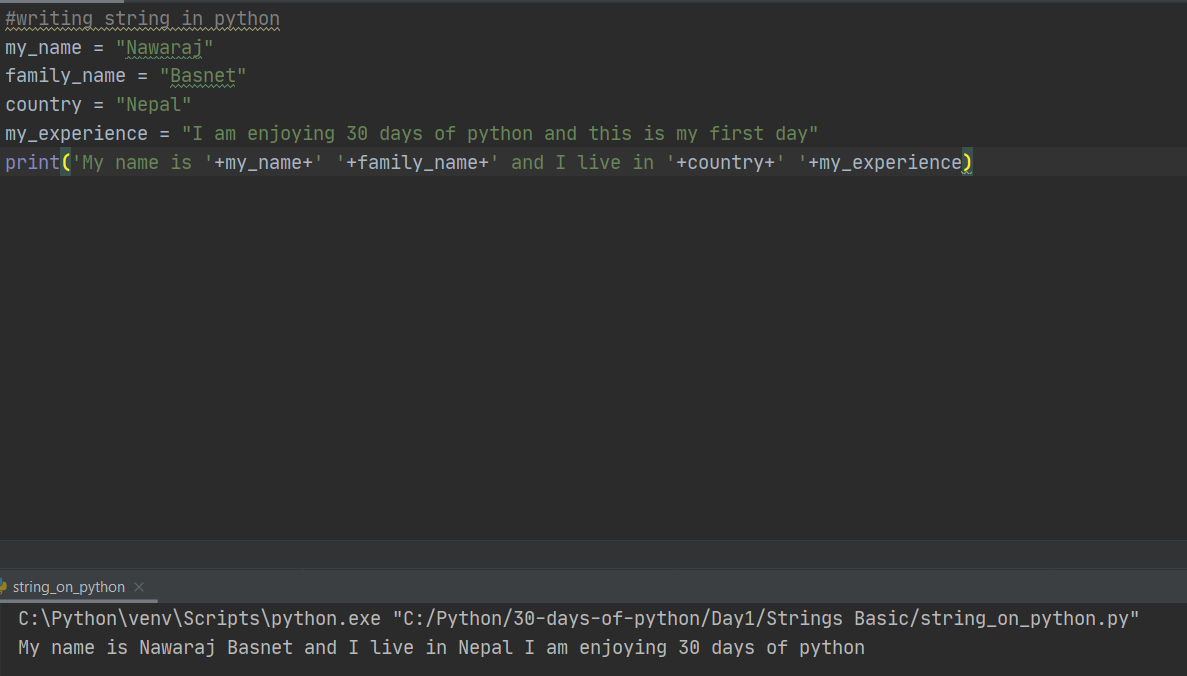 #writing string in python
my_name = "Nawaraj"
family_name = "Basnet"
country = "Nepal"
my_experience = "I am enjoying 30 days of python and this is my first day"
print('My name is '+my_name+' '+family_name+' and I live in '+country+' '+my_experience)
string_on_python
C:\Python\venv\Scripts\python.exe "C:/Python/30-days-of-python/Day1/Strings Basic/string_on_python.py"
My name is Nawaraj Basnet and I live in Nepal I am enjoying 30 days of python